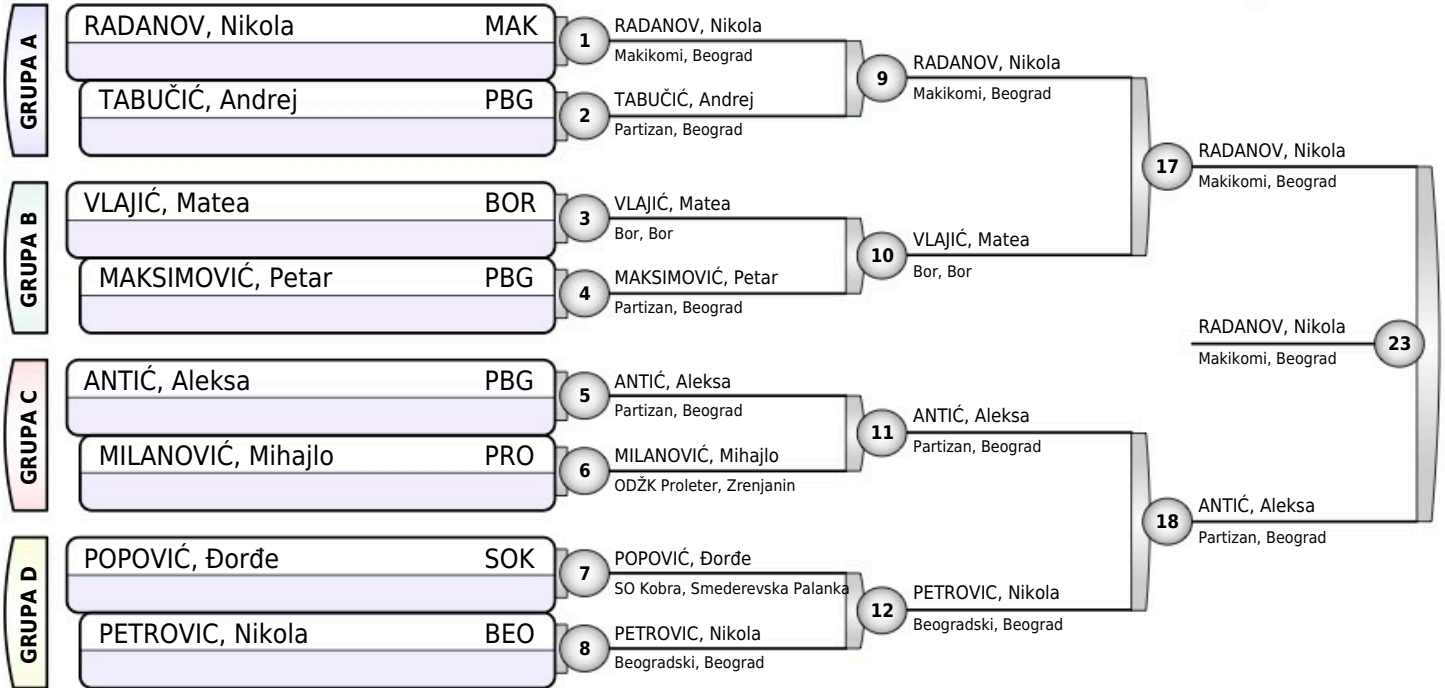 GRUPA A
RADANOV, Nikola MAK
TABUČIĆ, Andrej PBG
GRUPA B
VLAJIĆ, Matea BOR
MAKSIMOVIĆ, Petar PBG
GRUPA C
ANTIĆ, Aleksa PBG
MILANOVIĆ, Mihajlo PRO
GRUPA D
POPOVIĆ, Đorđe SOK
PETROVIC, Nikola BEO
1
RADANOV, Nikola
Makikomi, Beograd
2
TABUČIĆ, Andrej
Partizan, Beograd
3
VLAJIĆ, Matea
Bor, Bor
4
MAKSIMOVIĆ, Petar
Partizan, Beograd
5
ANTIĆ, Aleksa
Partizan, Beograd
6
MILANOVIĆ, Mihajlo
ODŽK Proleter, Zrenjanin
7
POPOVIĆ, Đorđe
SO Kobra, Smederevska Palanka
8
PETROVIC, Nikola
Beogradski, Beograd
9
RADANOV, Nikola
Makikomi, Beograd
10
VLAJIĆ, Matea
Bor, Bor
11
ANTIĆ, Aleksa
Partizan, Beograd
12
PETROVIC, Nikola
Beogradski, Beograd
17
RADANOV, Nikola
Makikomi, Beograd
18
ANTIĆ, Aleksa
Partizan, Beograd
RADANOV, Nikola
Makikomi, Beograd
23